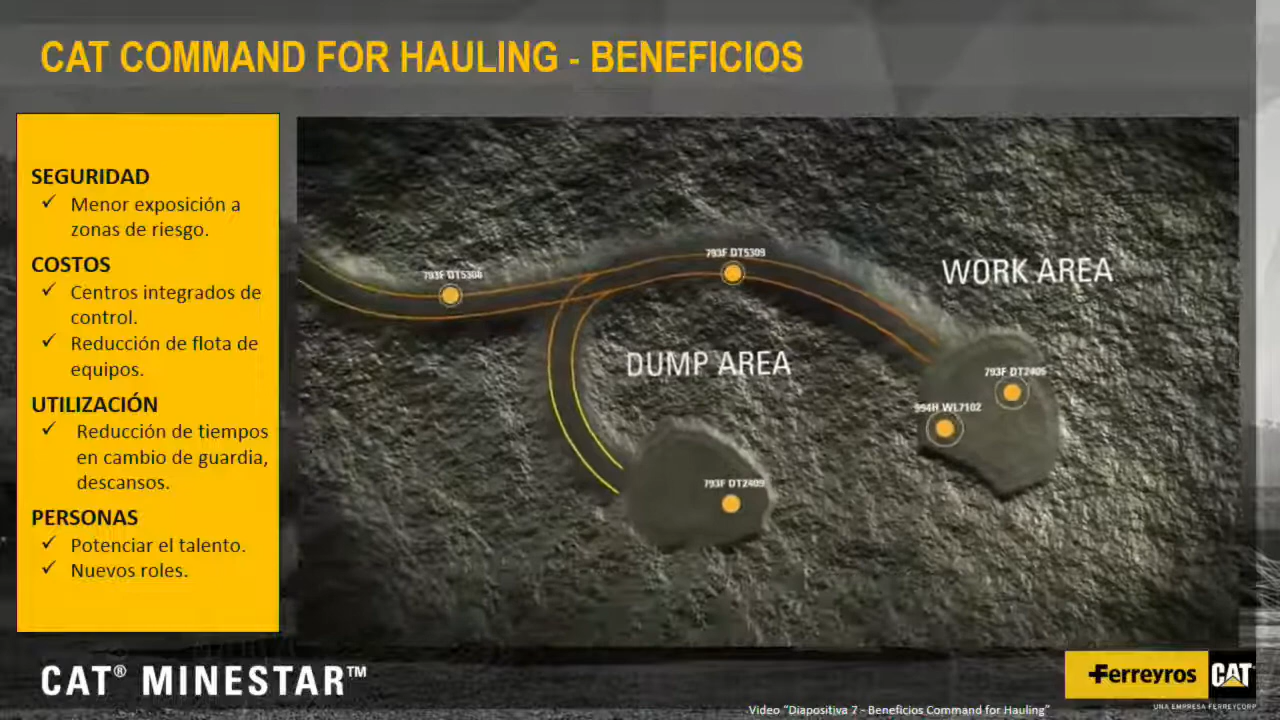 CAT COMMAND FOR HAULING - BENEFICIOS
SEGURIDAD
✓ Menor exposición a
zonas de riesgo.
COSTOS
✓ Centros integrados de
control.
✓ Reducción de flota de
equipos.
UTILIZACIÓN
✓ Reducción de tiempos
en cambio de guardia,
descansos.
PERSONAS
✓ Potenciar el talento.
✓ Nuevos roles.
793F DT5308
793F DT5309
WORK AREA
DUMP AREA
793F DT2405
994H WL7102
793F DT2409
CAT® MINESTAR™
Ferreyros CAT
UNA EMPRESA FERREYCORP
Video "Diapositiva 7 - Beneficios Command for Hauling"